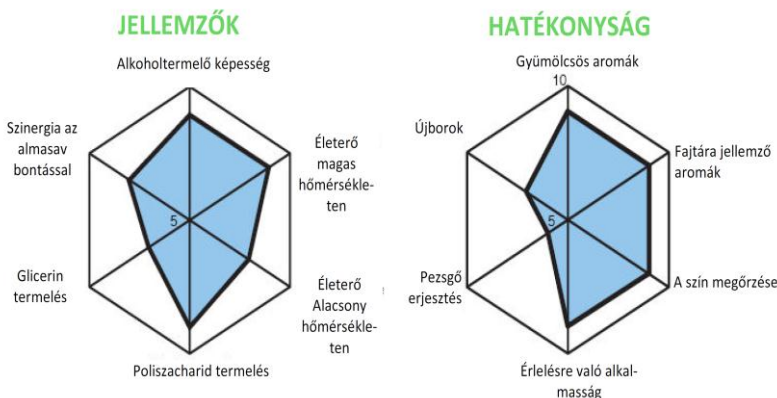 JELLEMZŐK
Alkoholtermelő képesség
Szinergia az
almasav
bontással
Életerő
magas
hőmérsékle-
ten
5
Glicerin
termelés
Életerő
Alacsony
hőmérsékle-
ten
Poliszacharid termelés
HATÉKONYSÁG
Gyümölcsös aromák
10
Újborok
Fajtára jellemző
aromák
5
Pezsgő
erjesztés
A szín megőrzése
Érlelésre való alkal-
masság